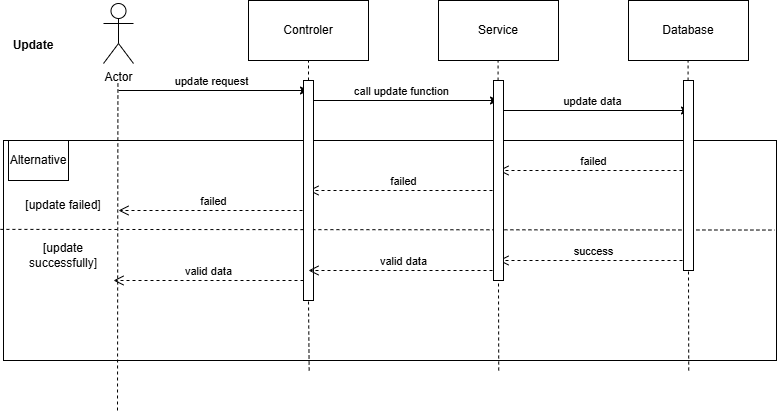 Controler
Service
Database
Update
Actor
update request
call update function
update data
Alternative
failed
failed
[update failed]
failed
[update
successfully]
success
valid data
valid data